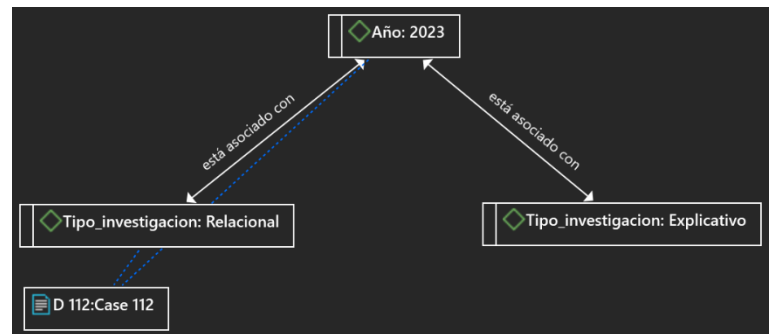 Año: 2023
está asociado con
está asociado con
Tipo_investigacion: Relacional
Tipo_investigacion: Explicativo
D 112:Case 112